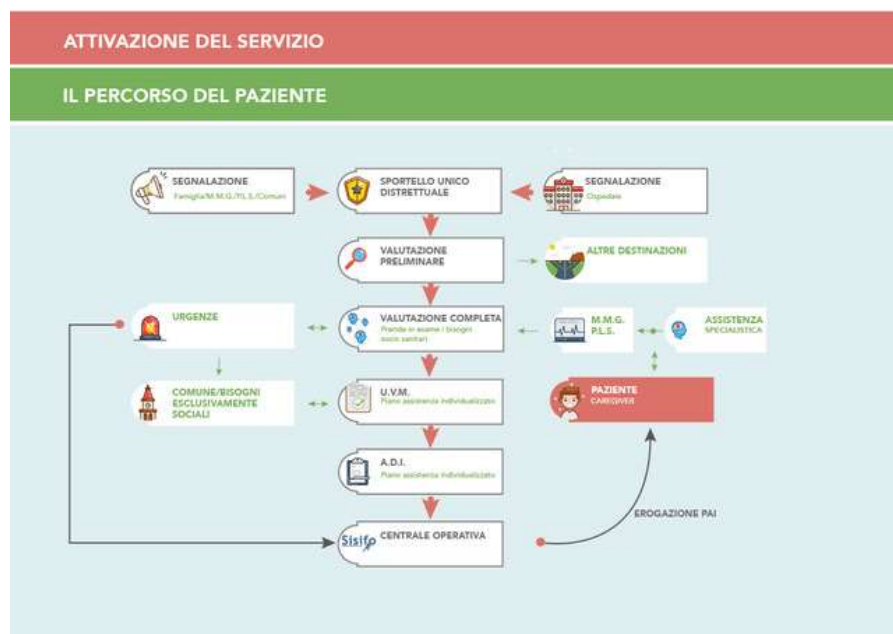 ATTIVAZIONE DEL SERVIZIO
IL PERCORSO DEL PAZIENTE
SEGNALAZIONE
Famiglia/M.M.G./P.L.S./Comuni
SPORTELLO UNICO
DISTRETTUALE
SEGNALAZIONE
Ospedale
VALUTAZIONE
PRELIMINARE
ALTRE DESTINAZIONI
URGENZE
VALUTAZIONE COMPLETA
Prende in esame i bisogni
socio sanitari
M.M.G.
P.L.S.
ASSISTENZA
SPECIALISTICA
COMUNE/BISOGNI
ESCLUSIVAMENTE
SOCIALI
U.V.M.
Piano assistenza individualizzato
PAZIENTE
CAREGIVER
A.D.I.
Piano assistenza individualizzato
EROGAZIONE PAI
Sisifo
CENTRALE OPERATIVA